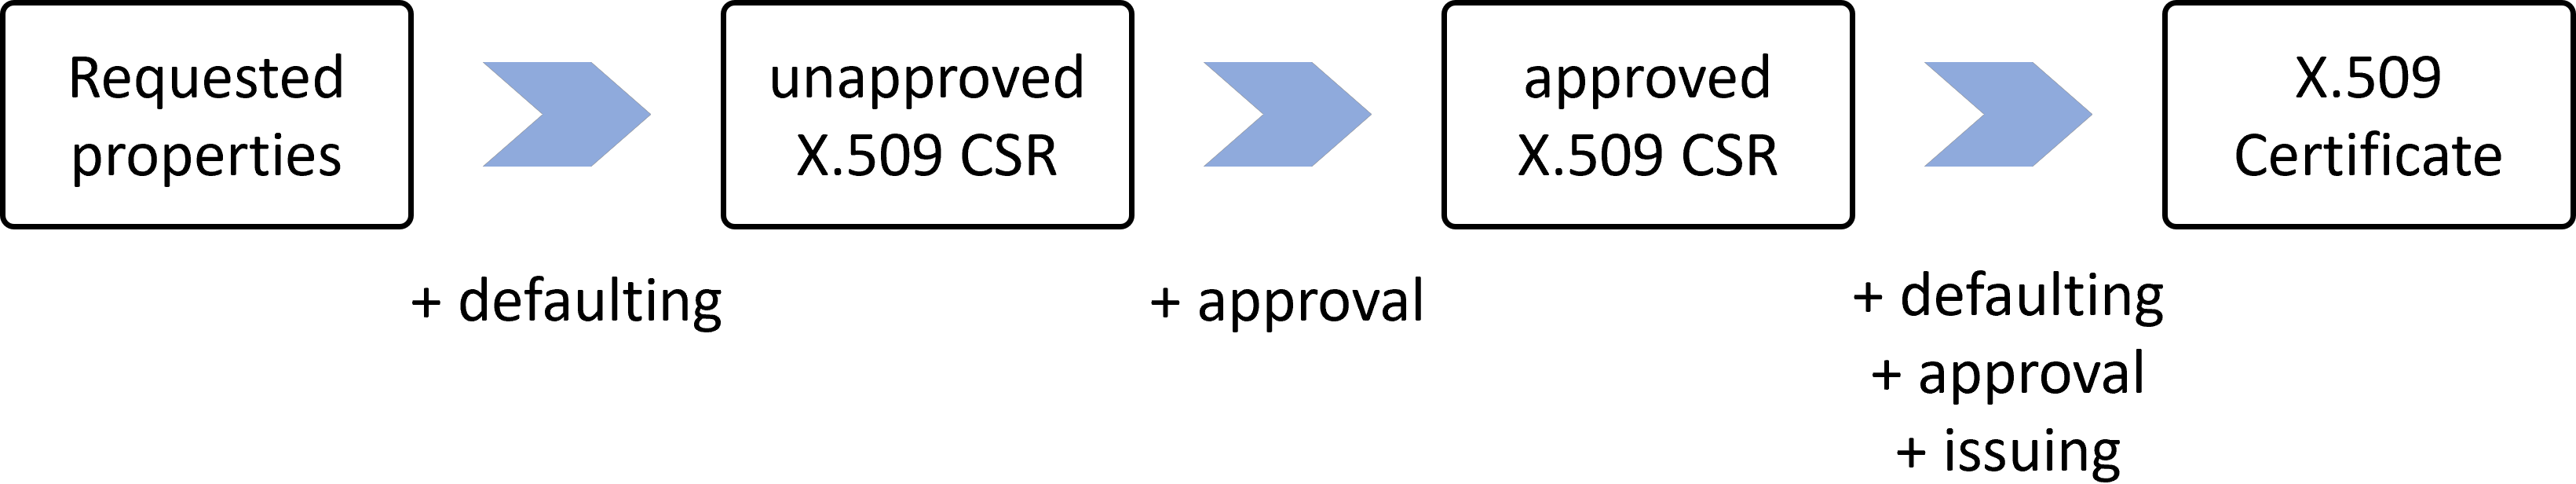 Requested
properties
unapproved
X.509 CSR
approved
X.509 CSR
X.509
Certificate
+ defaulting
+ approval
+ defaulting
+ approval
+ issuing